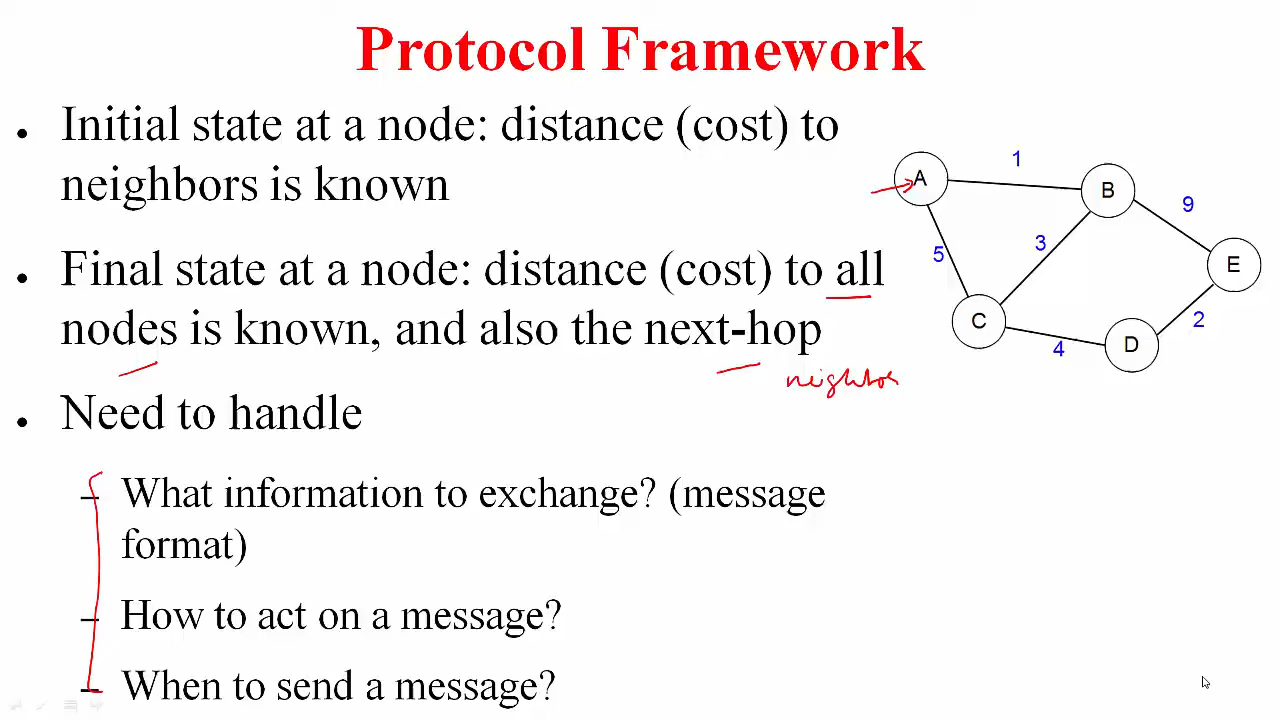 Protocol Framework
• Initial state at a node: distance (cost) to
neighbors is known
• Final state at a node: distance (cost) to all
nodes is known, and also the next-hop
neighbor
• Need to handle
– What information to exchange? (message
format)
– How to act on a message?
– When to send a message?
A
1
B
9
5
3
E
C
4
D
2